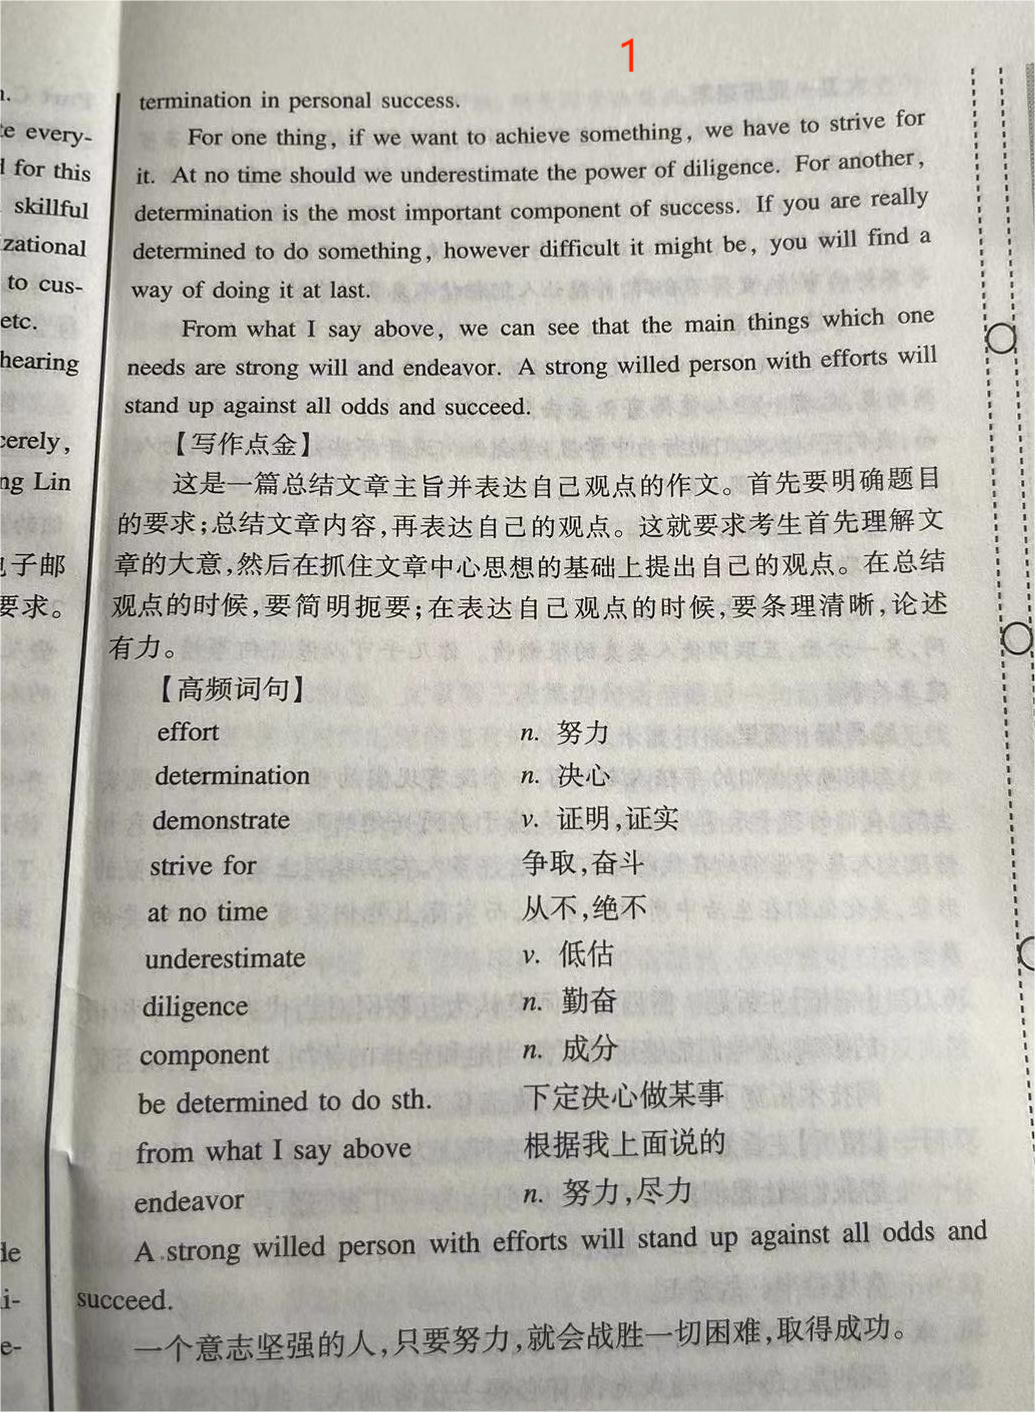 1
termination in personal success.
For one thing, if we want to achieve something, we have to strive for
it. At no time should we underestimate the power of diligence. For another,
determination is the most important component of success. If you are really
determined to do something, however difficult it might be, you will find a
way of doing it at last.
From what I say above, we can see that the main things which one
needs are strong will and endeavor. A strong willed person with efforts will
stand up against all odds and succeed.
【写作点金】
这是一篇总结文章主旨并表达自己观点的作文。首先要明确题目
的要求;总结文章内容,再表达自己的观点。这就要求考生首先理解文
章的大意,然后在抓住文章中心思想的基础上提出自己的观点。在总结
观点的时候,要简明扼要;在表达自己观点的时候,要条理清晰,论述
有力。
【高频词句】
effort n. 努力
determination n. 决心
demonstrate v. 证明,证实
strive for 争取,奋斗
at no time 从不,绝不
underestimate v. 低估
diligence n. 勤奋
component n. 成分
be determined to do sth. 下定决心做某事
from what I say above 根据我上面说的
endeavor n. 努力,尽力
A strong willed person with efforts will stand up against all odds and
succeed.
一个意志坚强的人,只要努力,就会战胜一切困难,取得成功。
every-
for this
skillful
zational
to cus-
etc.
hearing
cerely,
ng Lin
子邮
要求。